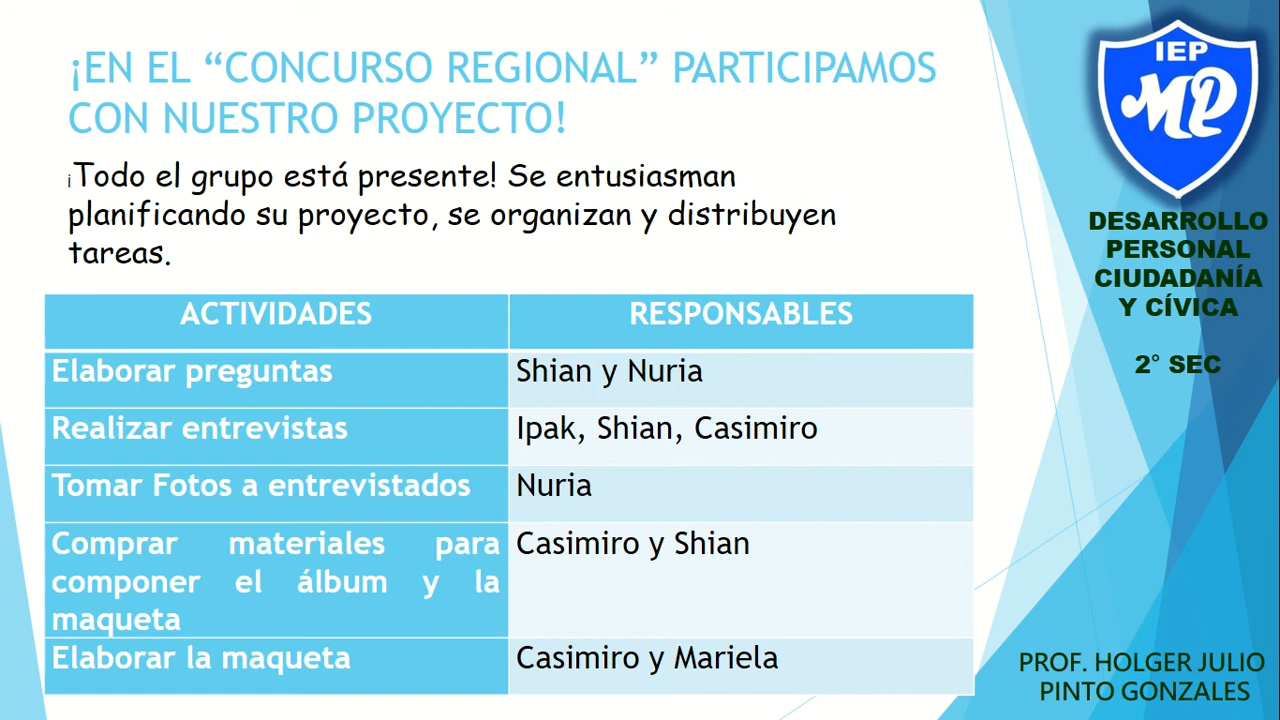 ¡EN EL “CONCURSO REGIONAL” PARTICIPAMOS
CON NUESTRO PROYECTO!
¡Todo el grupo está presente! Se entusiasman
planificando su proyecto, se organizan y distribuyen
tareas.
ACTIVIDADES RESPONSABLES
Elaborar preguntas Shian y Nuria
Realizar entrevistas Ipak, Shian, Casimiro
Tomar Fotos a entrevistados Nuria
Comprar materiales para Casimiro y Shian
componer el álbum y la
maqueta
Elaborar la maqueta Casimiro y Mariela
IEP
MP
DESARROLLO
PERSONAL
CIUDADANÍA
Y CÍVICA
2° SEC
PROF. HOLGER JULIO
PINTO GONZALES